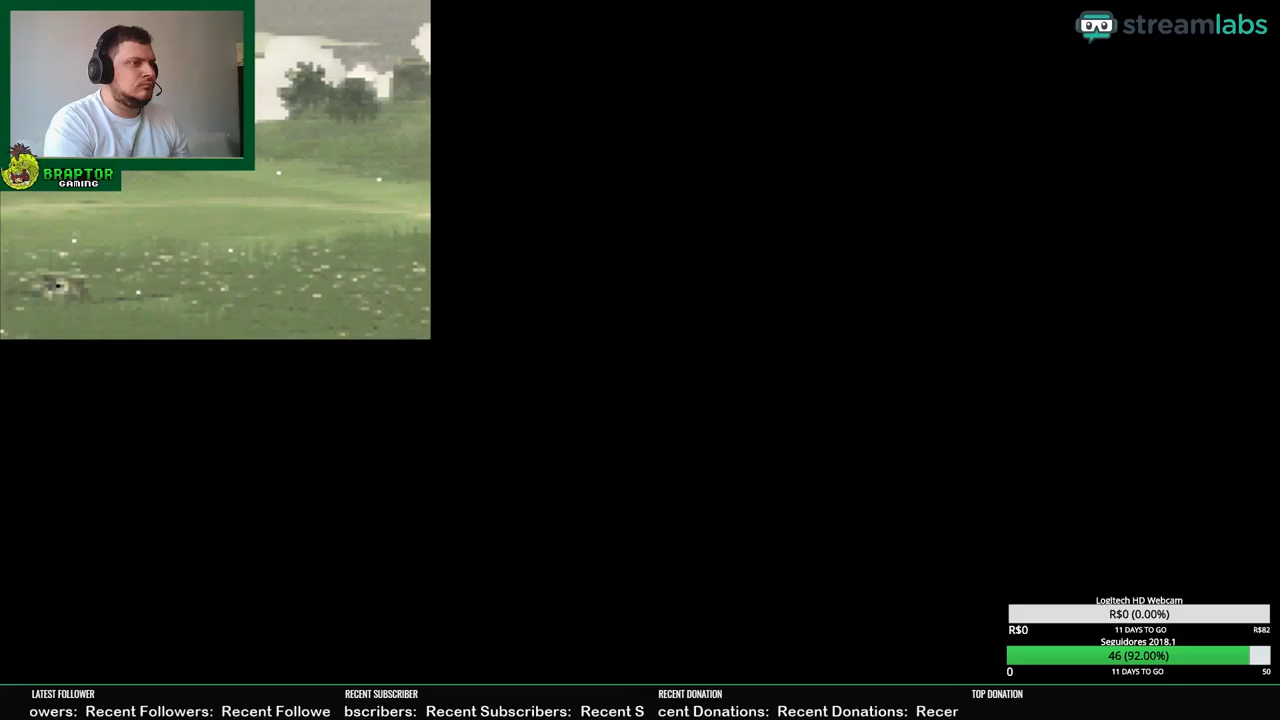 streamlabs
BRAPTOR
GAMING
Logitech HD Webcam
R$0 (0.00%)
R$0 11 DAYS TO GO R$82
Seguidores 2018.1
46 (92.00%)
0 11 DAYS TO GO 50
LATEST FOLLOWER RECENT SUBSCRIBER RECENT DONATION TOP DONATION
owers: Recent Followers: Recent Followe bscribers: Recent Subscribers: Recent S cent Donations: Recent Donations: Recer